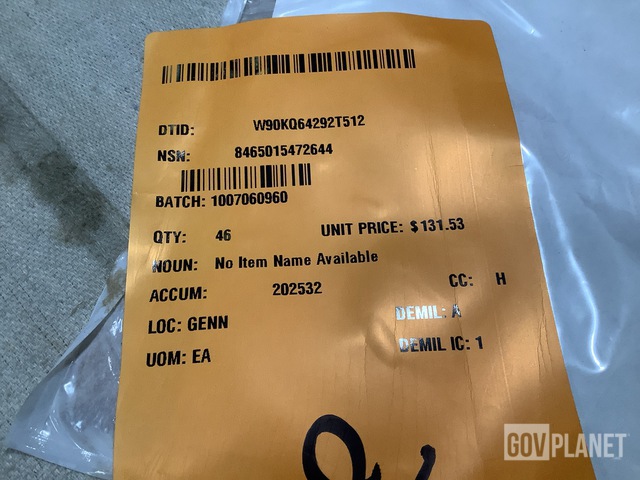 DTID: W90KQ64292T512
NSN: 8465015472644
BATCH: 1007060960
QTY: 46 UNIT PRICE: $131.53
NOUN: No Item Name Available
ACCUM: 202532 CC: H
LOC: GENN DEMIL: A
UOM: EA DEMIL IC: 1
GOVPLANET